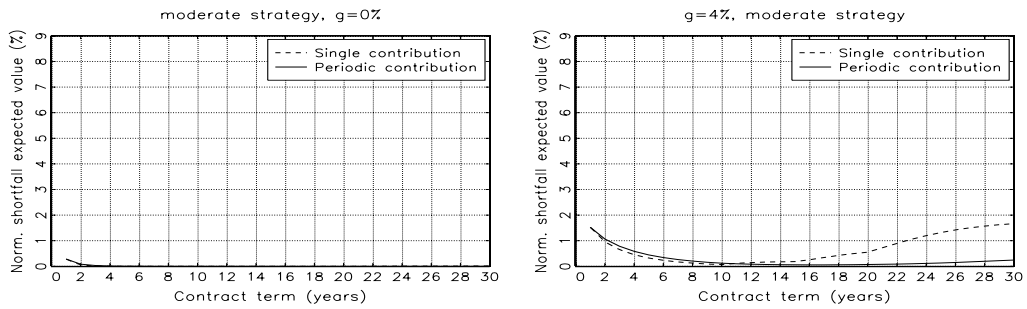 moderate strategy, g=0%
Norm. shortfall expected value (%)
9
8
7
6
5
4
3
2
1
0
Single contribution
Periodic contribution
0 2 4 6 8 10 12 14 16 18 20 22 24 26 28 30
Contract term (years)
g=4%, moderate strategy
Norm. shortfall expected value (%)
9
8
7
6
5
4
3
2
1
0
Single contribution
Periodic contribution
0 2 4 6 8 10 12 14 16 18 20 22 24 26 28 30
Contract term (years)